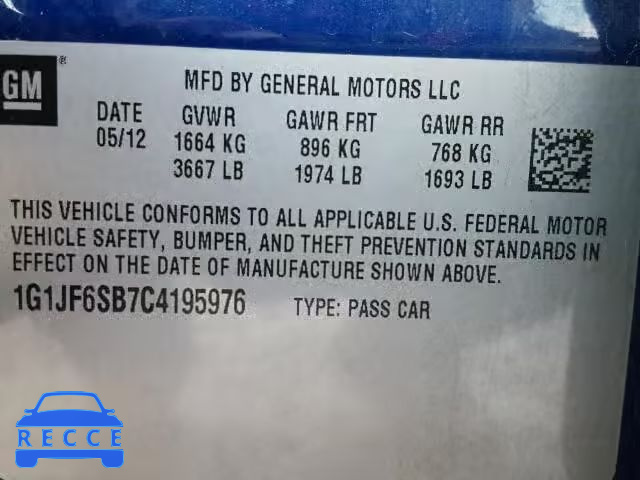 GM ®
MFD BY GENERAL MOTORS LLC
DATE GVWR GAWR FRT GAWR RR
05/12 1664 KG 896 KG 768 KG
3667 LB 1974 LB 1693 LB
THIS VEHICLE CONFORMS TO ALL APPLICABLE U.S. FEDERAL MOTOR
VEHICLE SAFETY, BUMPER, AND THEFT PREVENTION STANDARDS IN
EFFECT ON THE DATE OF MANUFACTURE SHOWN ABOVE.
1G1JF6SB7C4195976 TYPE: PASS CAR
RECCE